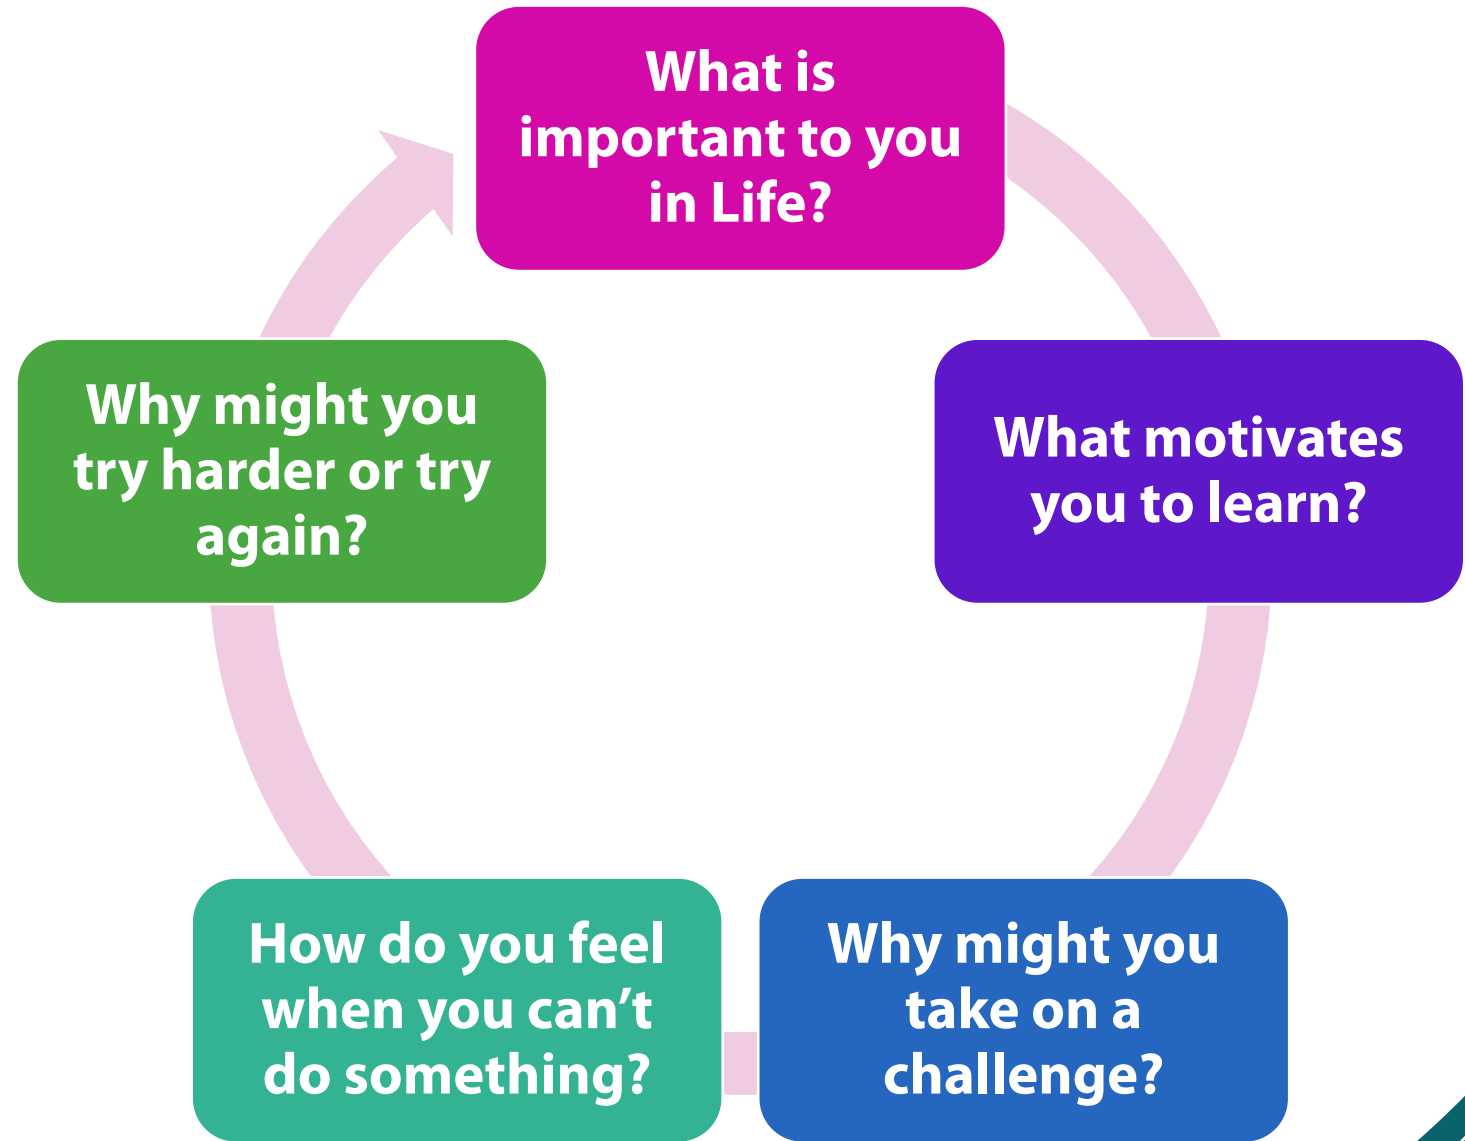 What is
important to you
in Life?
What motivates
you to learn?
Why might you
take on a
challenge?
How do you feel
when you can’t
do something?
Why might you
try harder or try
again?